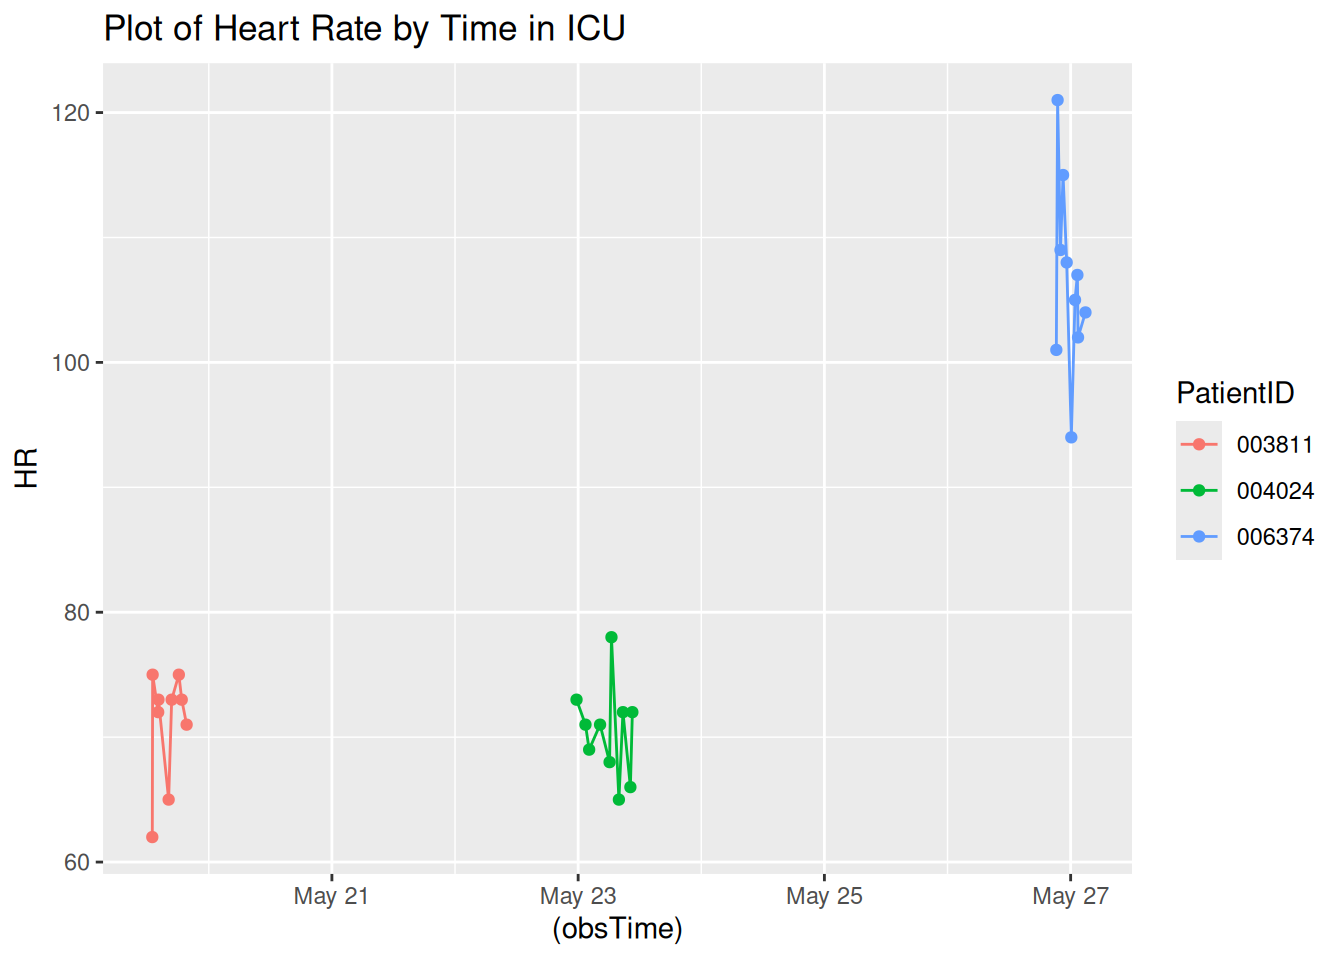 Plot of Heart Rate by Time in ICU
120
100
80
60
HR
May 21
May 23
May 25
May 27
(obsTime)
PatientID
003811
004024
006374